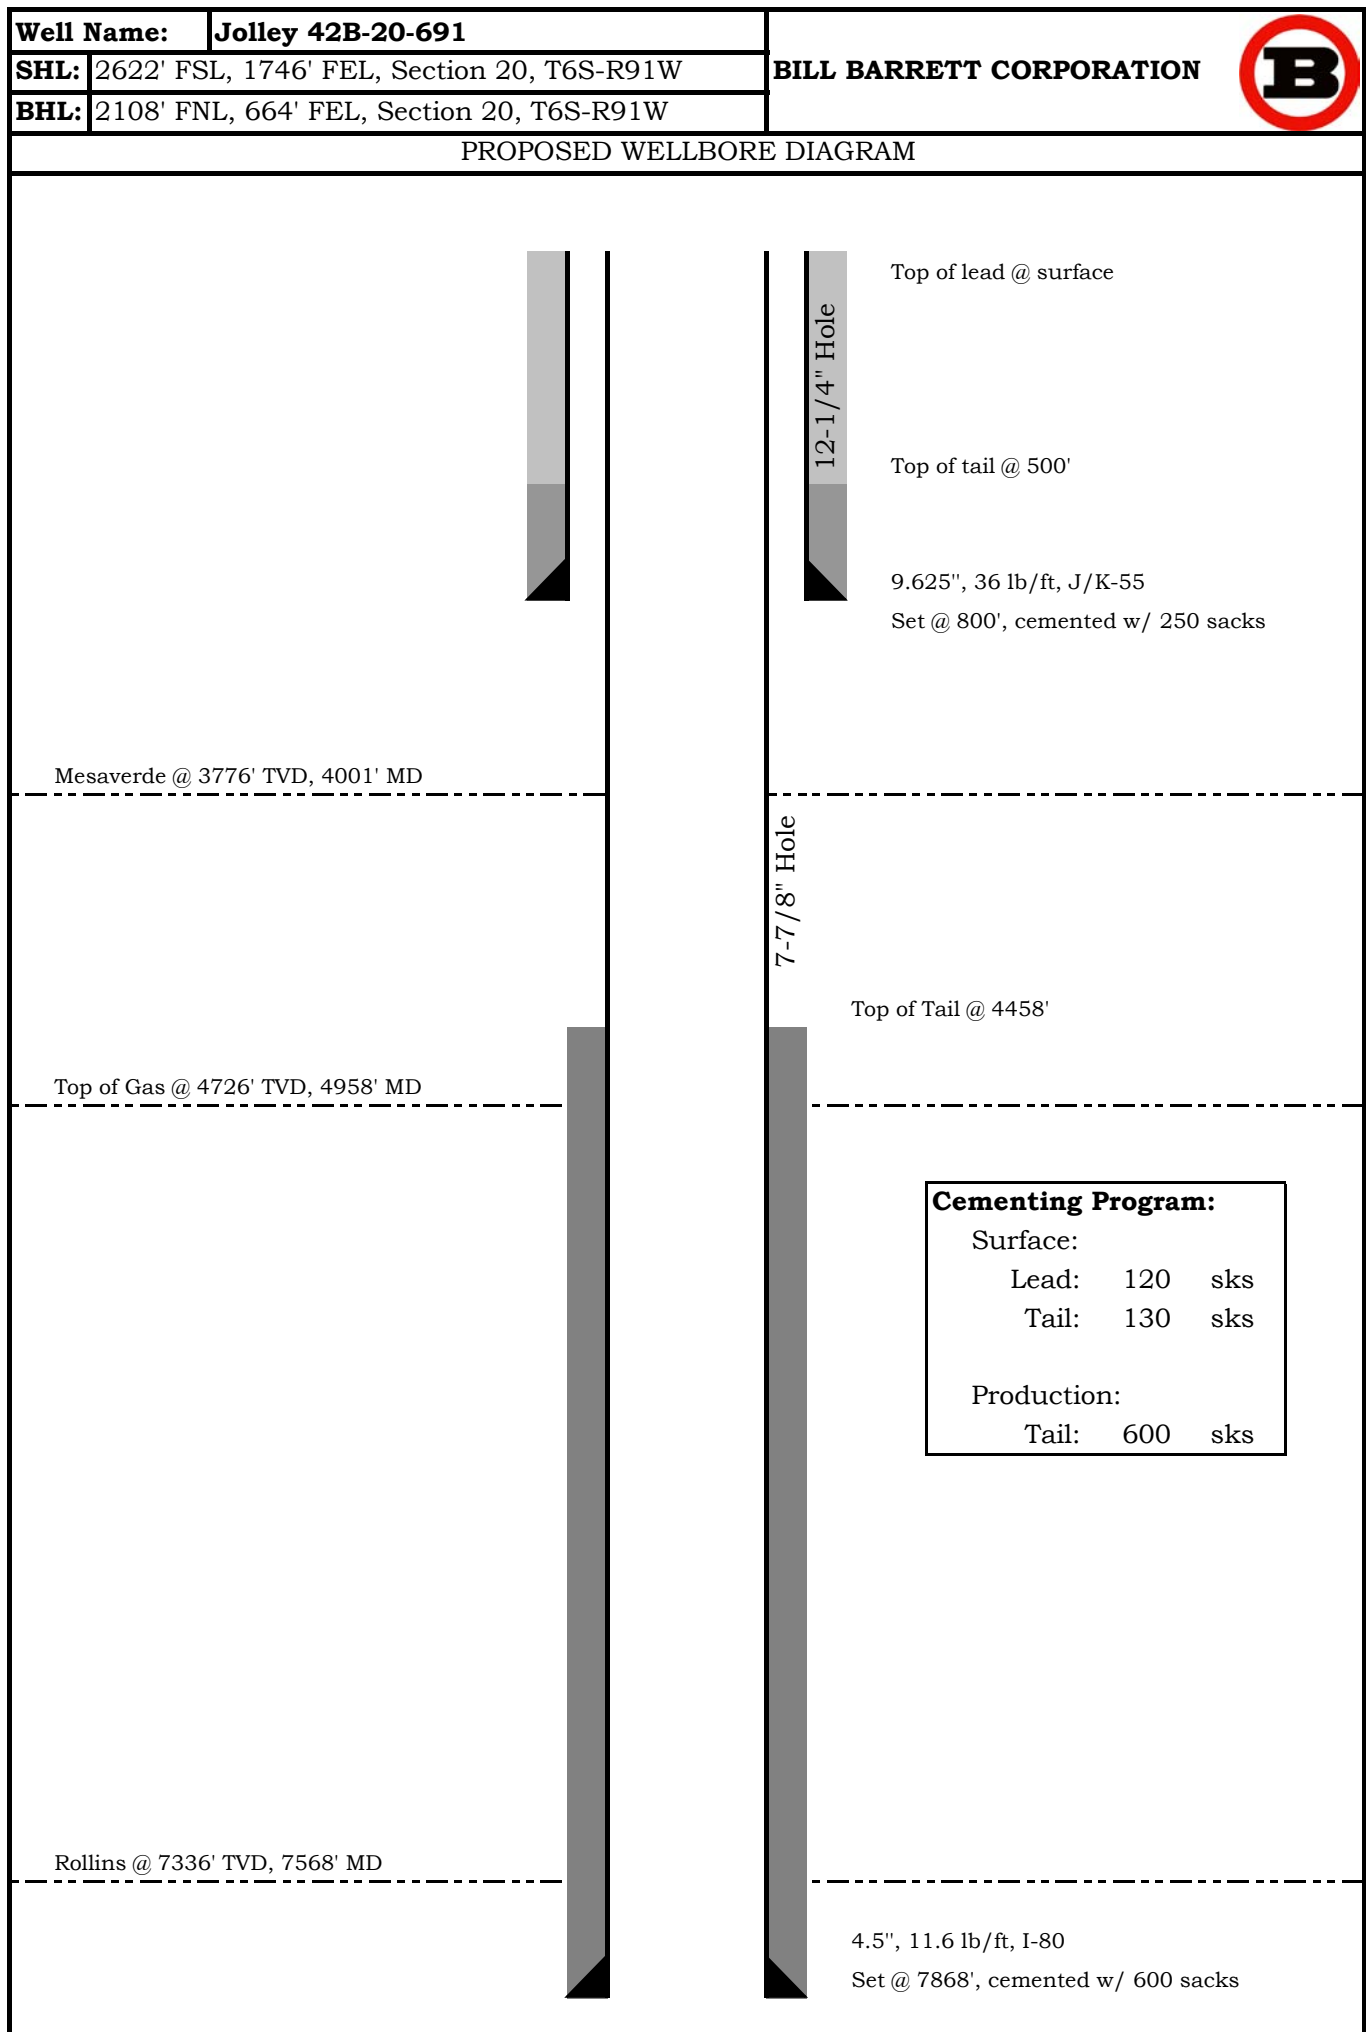 Well Name: Jolley 42B-20-691
SHL: 2622' FSL, 1746' FEL, Section 20, T6S-R91W
BILL BARRETT CORPORATION
B
BHL: 2108' FNL, 664' FEL, Section 20, T6S-R91W
PROPOSED WELLBORE DIAGRAM
Top of lead @ surface
12-1/4" Hole
Top of tail @ 500'
9.625", 36 lb/ft, J/K-55
Set @ 800', cemented w/ 250 sacks
Mesaverde @ 3776' TVD, 4001' MD
7-7/8" Hole
Top of Tail @ 4458'
Top of Gas @ 4726' TVD, 4958' MD
Cementing Program:
Surface:
Lead: 120 sks
Tail: 130 sks
Production:
Tail: 600 sks
Rollins @ 7336' TVD, 7568' MD
4.5", 11.6 lb/ft, I-80
Set @ 7868', cemented w/ 600 sacks